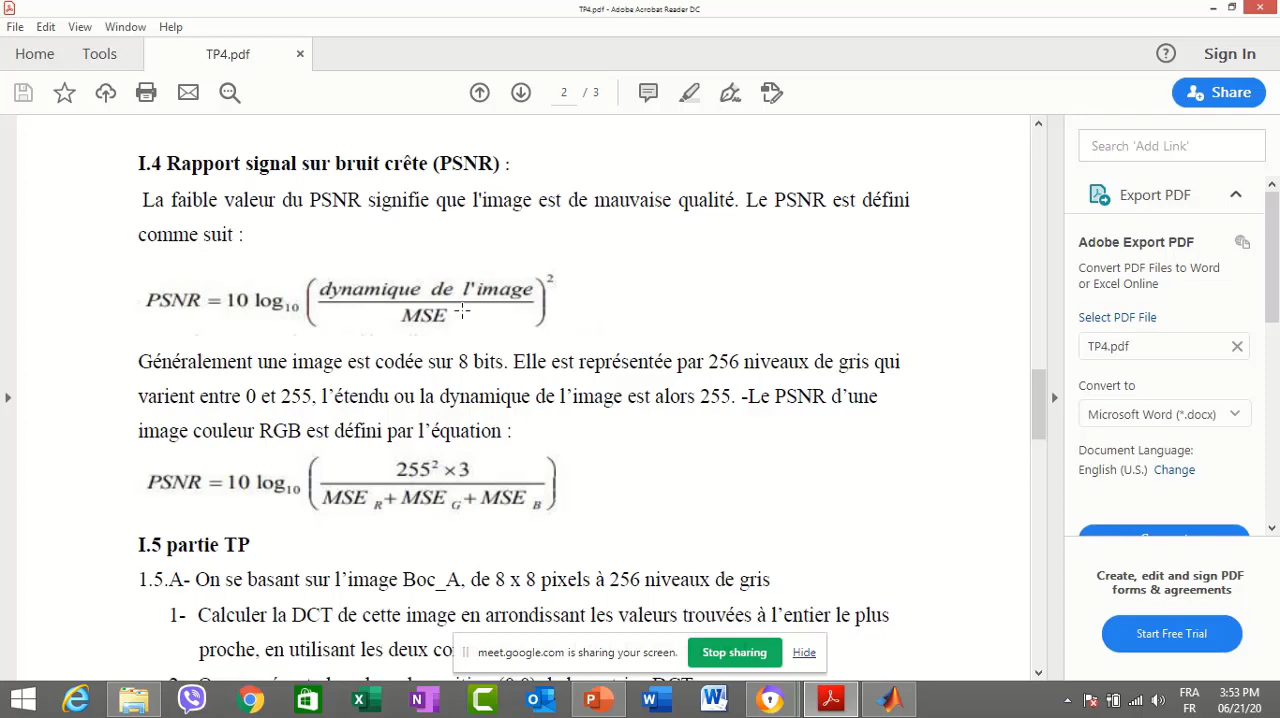 TP4.pdf - Adobe Acrobat Reader DC
File Edit View Window Help
Home Tools TP4.pdf × Sign In
2 / 3 Share
I.4 Rapport signal sur bruit crête (PSNR) :
La faible valeur du PSNR signifie que l'image est de mauvaise qualité. Le PSNR est défini
comme suit :
PSNR = 10 log10 ( dynamique de l'image / MSE )²
Généralement une image est codée sur 8 bits. Elle est représentée par 256 niveaux de gris qui
varient entre 0 et 255, l'étendu ou la dynamique de l'image est alors 255. -Le PSNR d'une
image couleur RGB est défini par l'équation :
PSNR = 10 log10 ( 255² × 3 / MSE R + MSE G + MSE B )
I.5 partie TP
1.5.A- On se basant sur l'image Boc_A, de 8 x 8 pixels à 256 niveaux de gris
1- Calculer la DCT de cette image en arrondissant les valeurs trouvées à l'entier le plus
proche, en utilisant les deux
meet.google.com is sharing your screen. Stop sharing Hide
Search 'Add Link'
Export PDF
Adobe Export PDF
Convert PDF Files to Word
or Excel Online
Select PDF File
TP4.pdf
Convert to
Microsoft Word (*.docx)
Document Language:
English (U.S.) Change
Create, edit and sign PDF
forms & agreements
Start Free Trial
FR
FA
3:53 PM
06/21/20